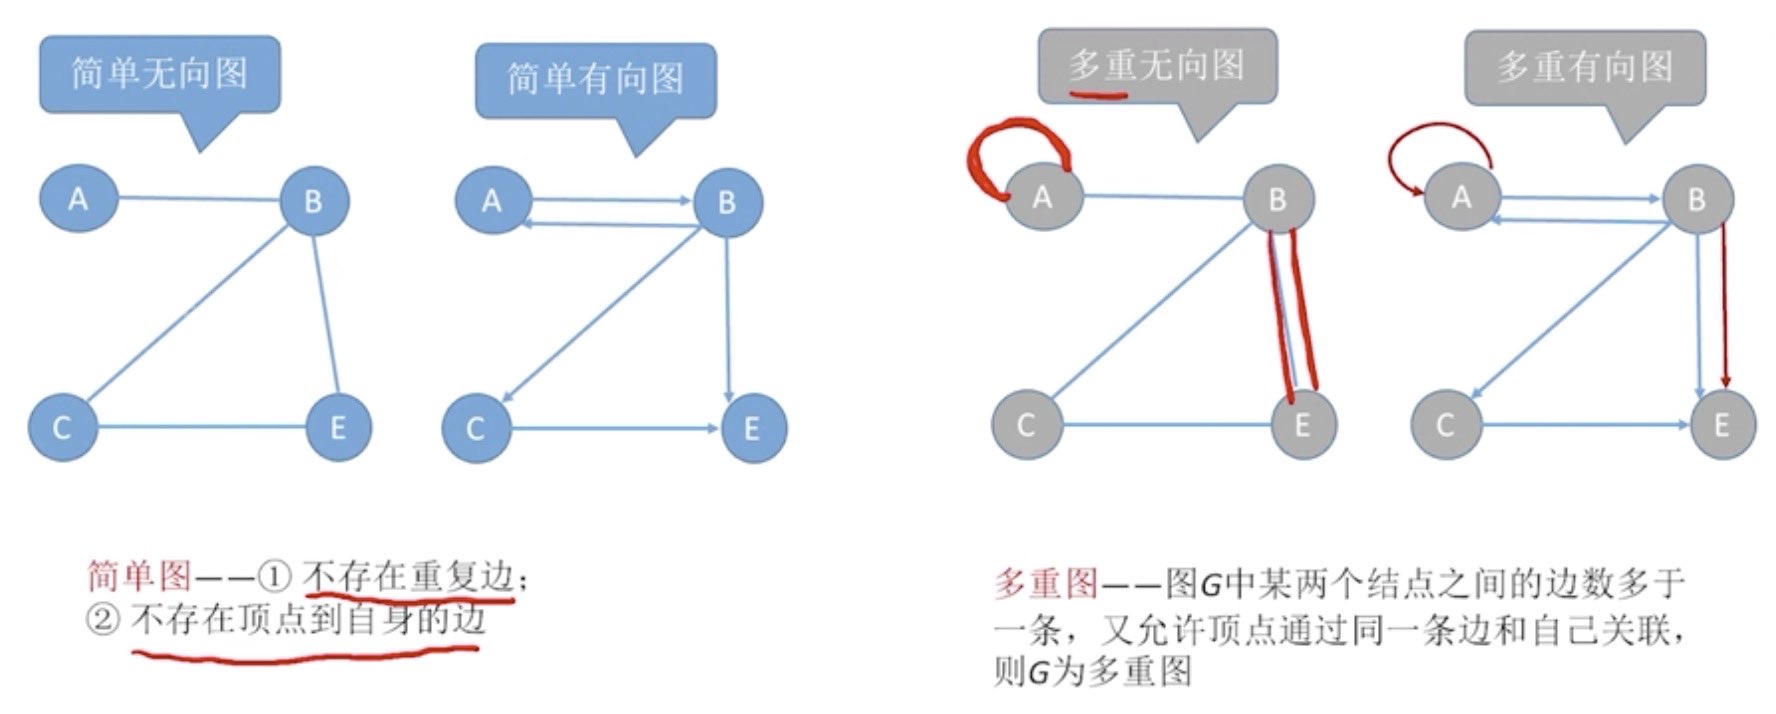 简单无向图
简单有向图
多重无向图
多重有向图
A
B
A
B
A
B
A
B
C
E
C
E
C
E
C
E
简单图——① 不存在重复边；
② 不存在顶点到自身的边
多重图——图G中某两个结点之间的边数多于
一条，又允许顶点通过同一条边和自己关联，
则G为多重图